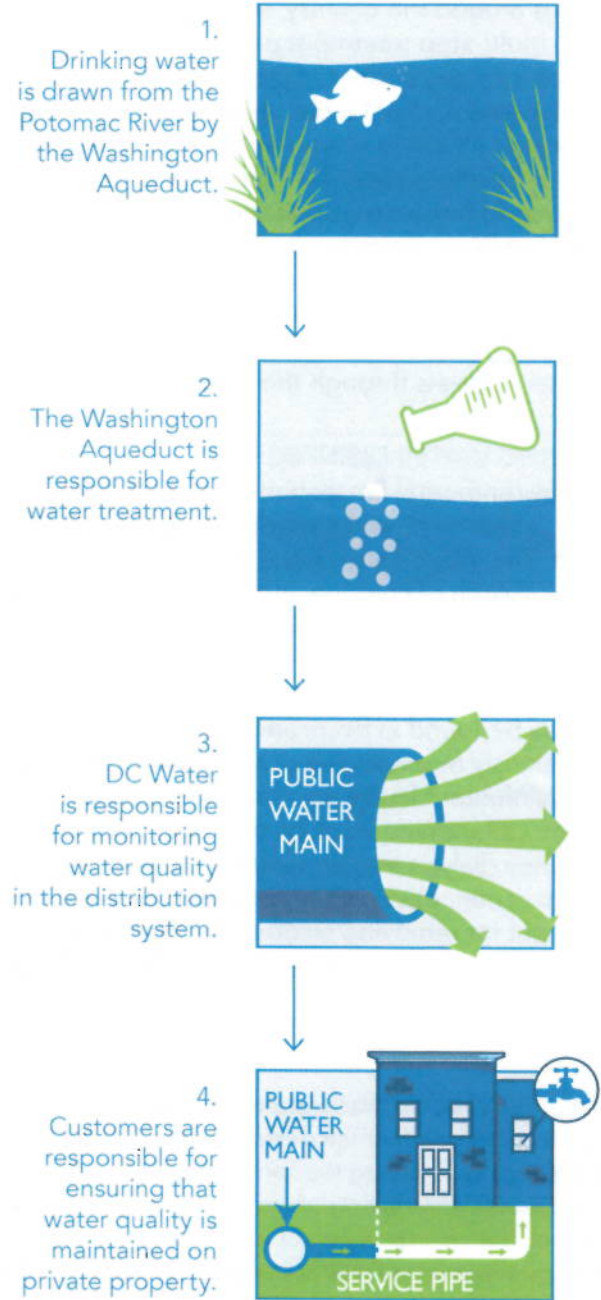 1.
Drinking water
is drawn from the
Potomac River by
the Washington
Aqueduct.
2.
The Washington
Aqueduct is
responsible for
water treatment.
3.
DC Water
is responsible
for monitoring
water quality
in the distribution
system.
PUBLIC
WATER
MAIN
4.
Customers are
responsible for
ensuring that
water quality is
maintained on
private property.
PUBLIC
WATER
MAIN
SERVICE PIPE